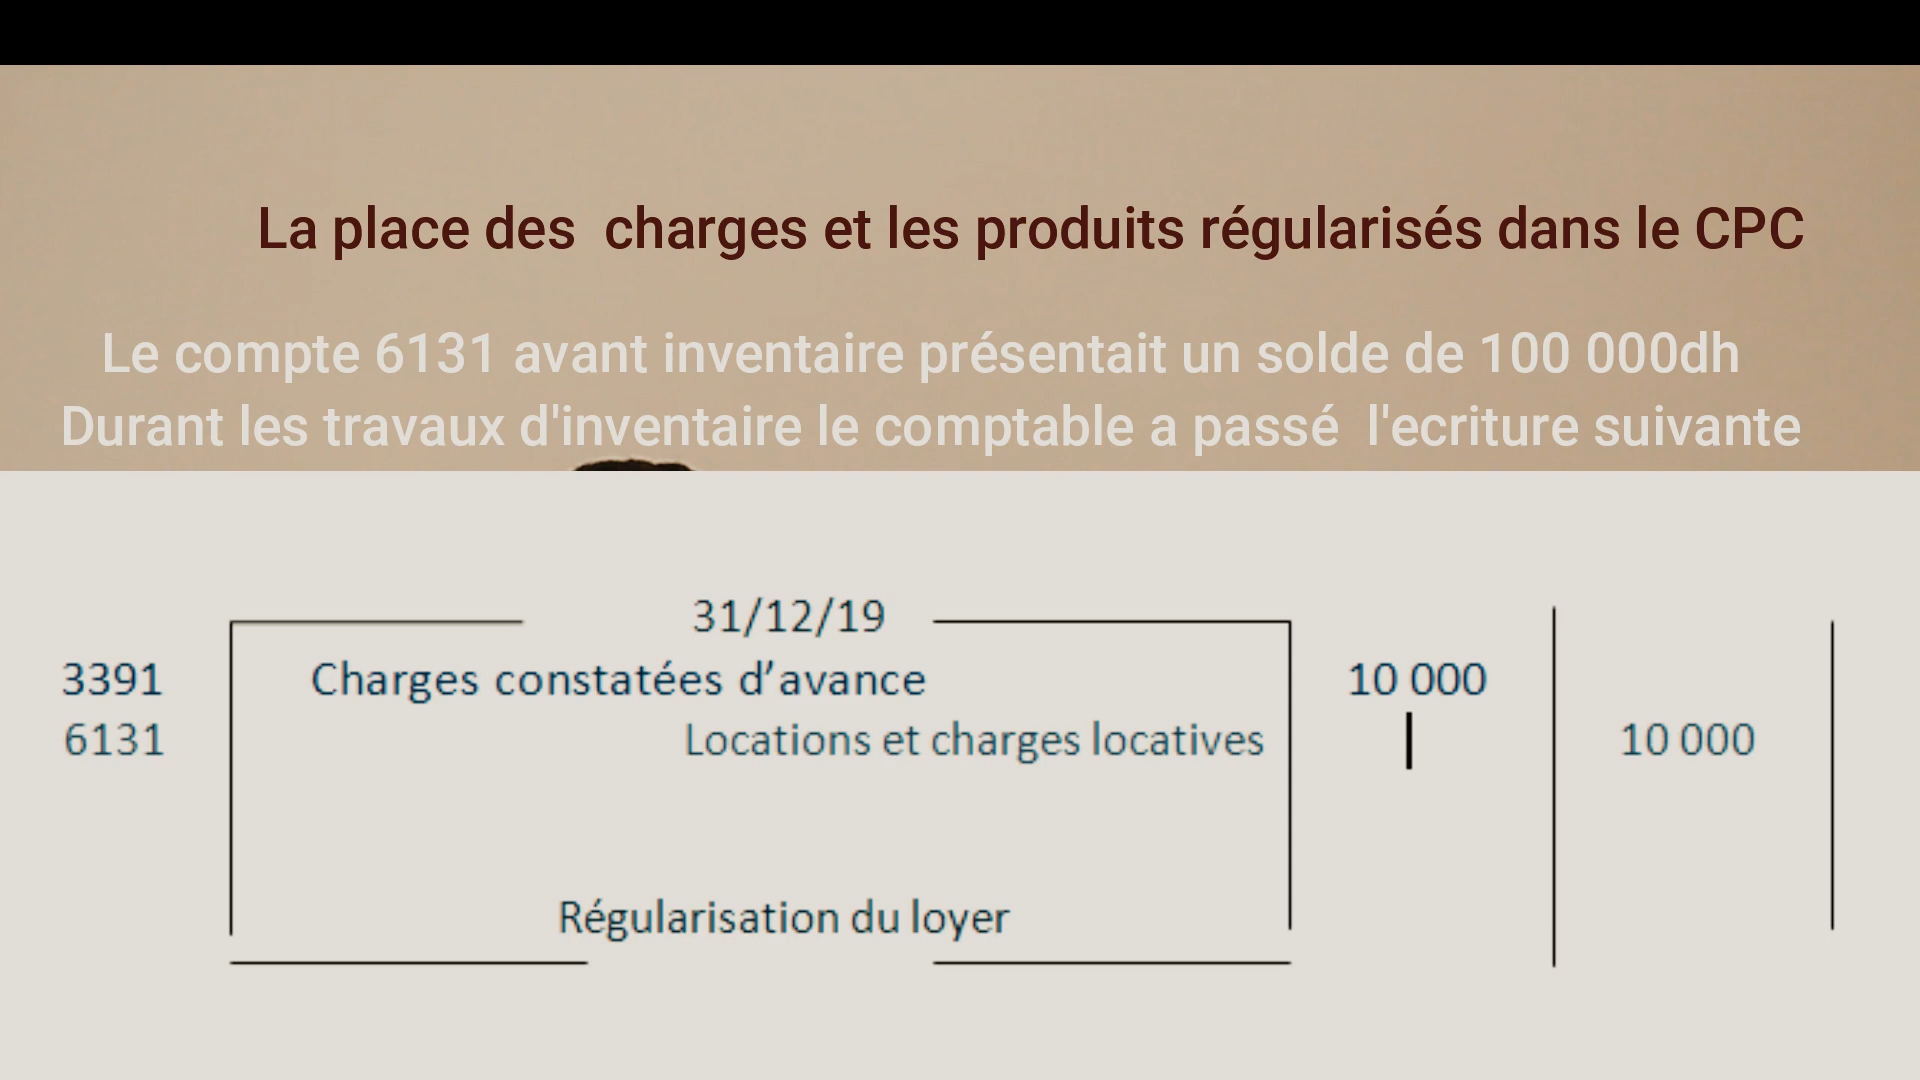 La place des charges et les produits régularisés dans le CPC
Le compte 6131 avant inventaire présentait un solde de 100 000dh
Durant les travaux d'inventaire le comptable a passé l'ecriture suivante
31/12/19
3391 Charges constatées d’avance 10 000
6131 Locations et charges locatives 10 000
Régularisation du loyer